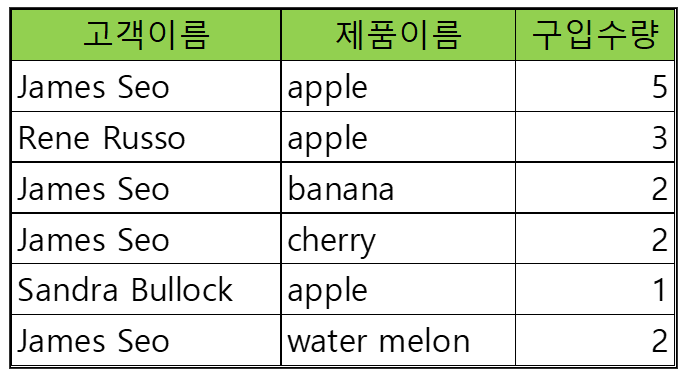 고객이름 제품이름 구입수량
James Seo apple 5
Rene Russo apple 3
James Seo banana 2
James Seo cherry 2
Sandra Bullock apple 1
James Seo water melon 2